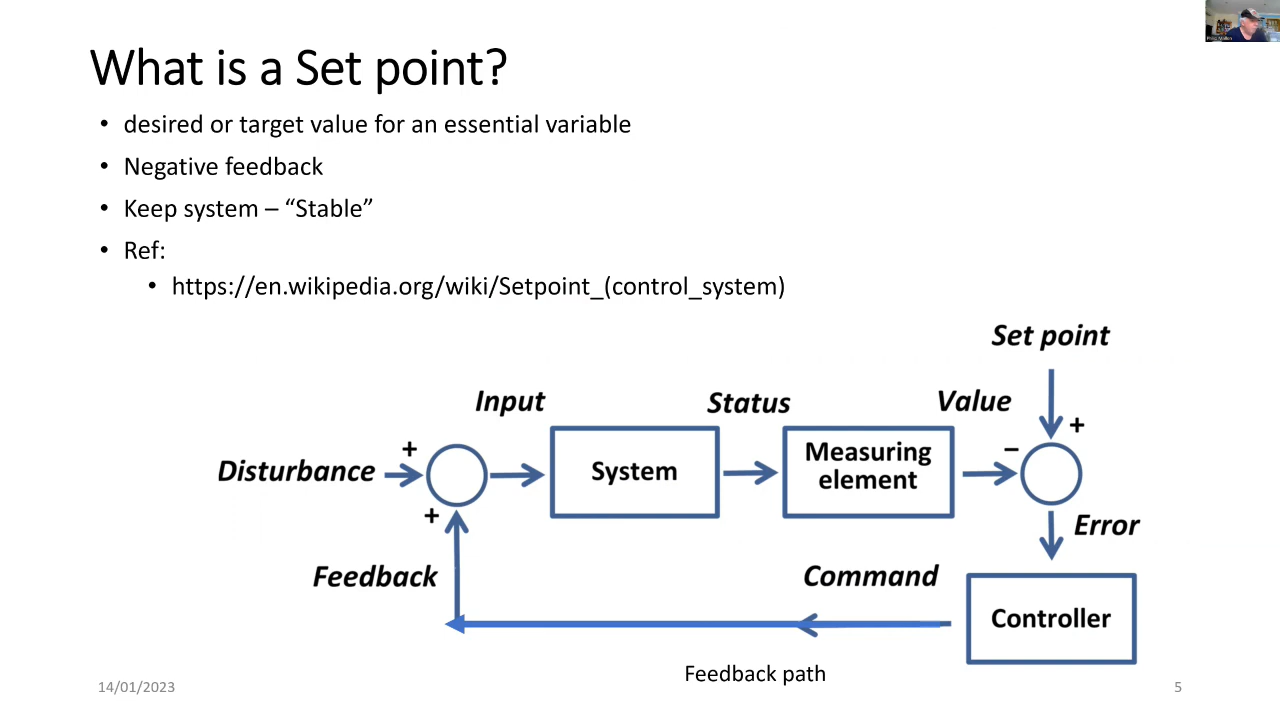 What is a Set point?
• desired or target value for an essential variable
• Negative feedback
• Keep system – “Stable”
• Ref:
• https://en.wikipedia.org/wiki/Setpoint_(control_system)
Set point
Input
Status
Value
+
+
–
Disturbance
System
Measuring
element
+
Error
Feedback
Command
Controller
Feedback path
14/01/2023
5